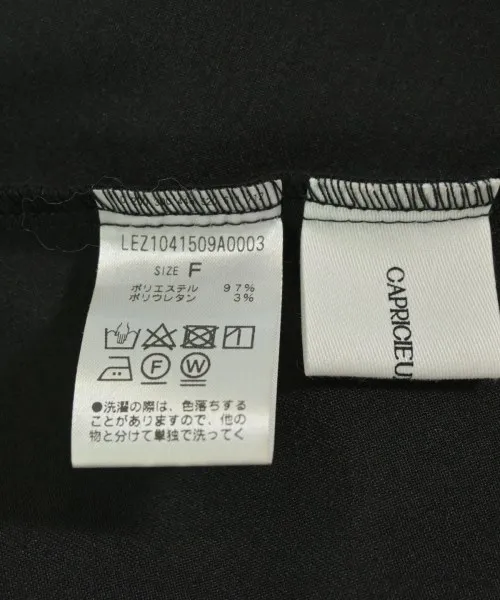 LEZ1041509A0003
SIZE F
ポリエステル 97%
ポリウレタン 3%
F W
●洗濯の際は、色落ちする
ことがありますので、他の
物と分けて単独で洗ってく
CAPRICIEU